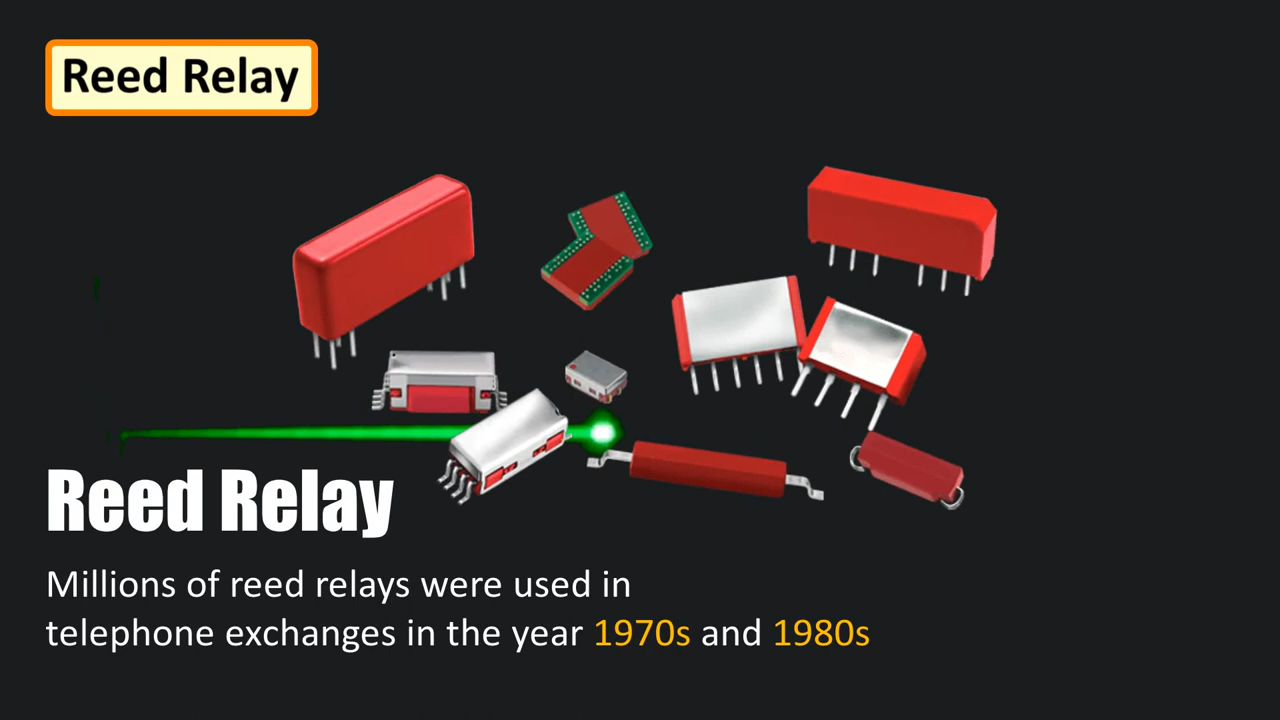 Reed Relay
Reed Relay
Millions of reed relays were used in
telephone exchanges in the year 1970s and 1980s